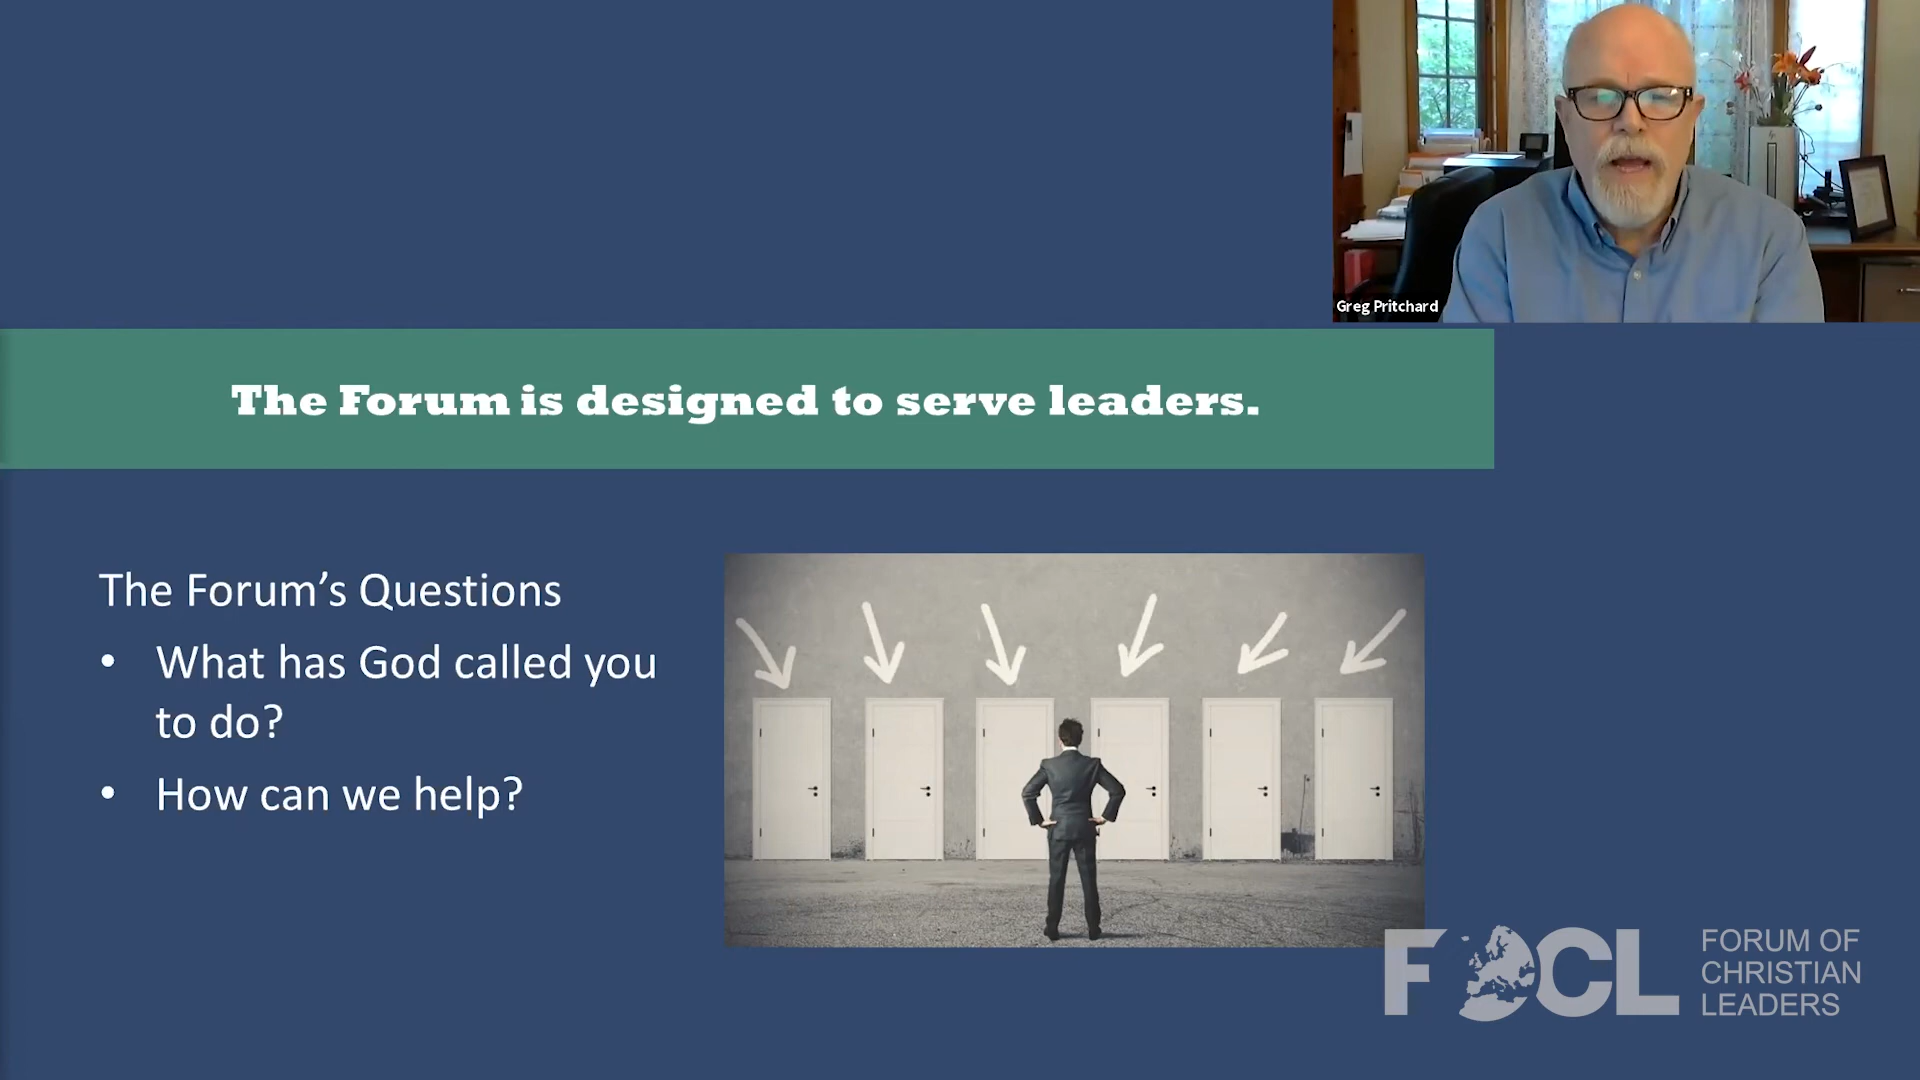 Greg Pritchard
The Forum is designed to serve leaders.
The Forum’s Questions
• What has God called you
to do?
• How can we help?
FOCL
FORUM OF
CHRISTIAN
LEADERS